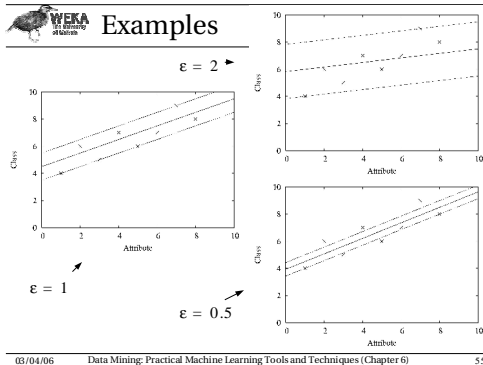 WEKA
The University
of Waikato
Examples
ε = 2
10
8
6
4
2
0
Class
0 2 4 6 8 10
Attribute
10
8
6
4
2
0
Class
0 2 4 6 8 10
Attribute
ε = 1
10
8
6
4
2
0
Class
0 2 4 6 8 10
Attribute
ε = 0.5
03/04/06 Data Mining: Practical Machine Learning Tools and Techniques (Chapter 6) 55